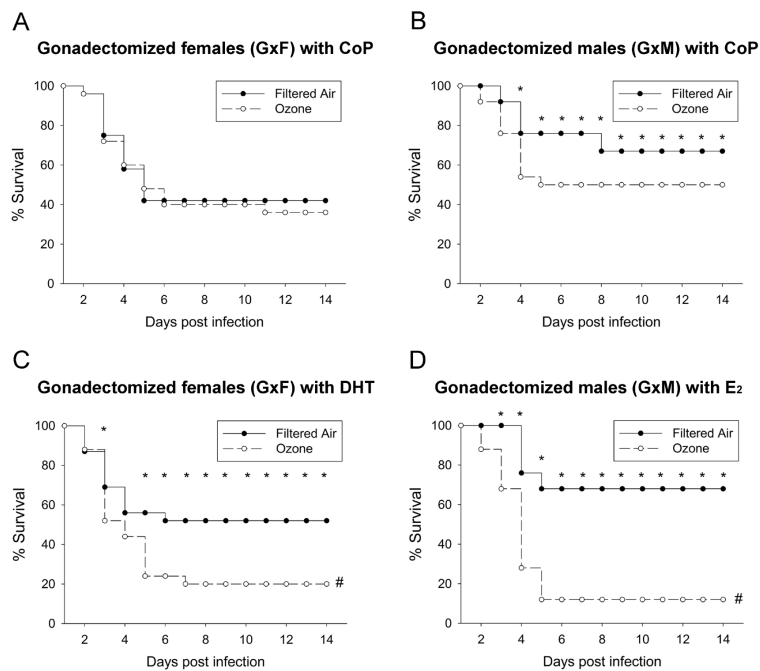 A
Gonadectomized females (GxF) with CoP
Filtered Air
Ozone
% Survival
100
80
60
40
20
0
2 4 6 8 10 12 14
Days post infection
B
Gonadectomized males (GxM) with CoP
Filtered Air
Ozone
% Survival
100
80
60
40
20
0
* * * * * * * * * * *
2 4 6 8 10 12 14
Days post infection
C
Gonadectomized females (GxF) with DHT
Filtered Air
Ozone
% Survival
100
80
60
40
20
0
* * * * * * * * * * *
#
2 4 6 8 10 12 14
Days post infection
D
Gonadectomized males (GxM) with E2
Filtered Air
Ozone
% Survival
100
80
60
40
20
0
* * * * * * * * * * * *
#
2 4 6 8 10 12 14
Days post infection